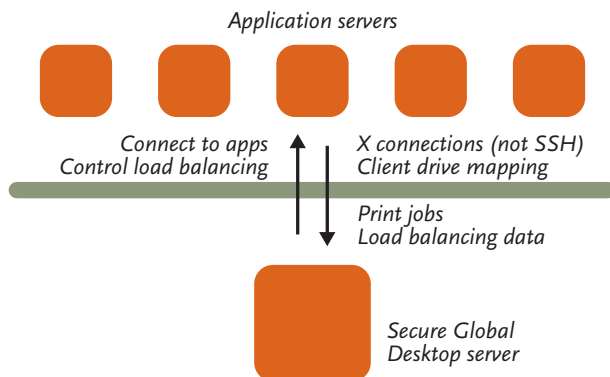 Application servers
Connect to apps
Control load balancing
X connections (not SSH)
Client drive mapping
Print jobs
Load balancing data
Secure Global
Desktop server